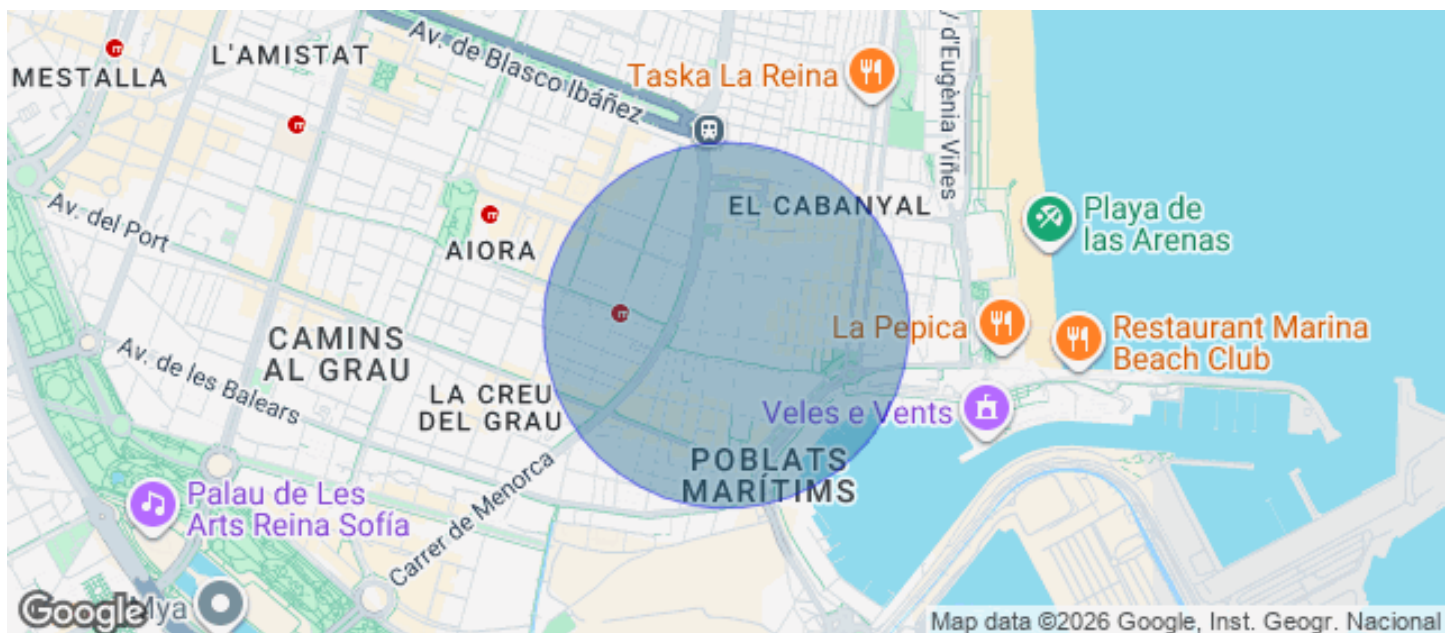 L'AMISTAT
MESTALLA
Av. de Blasco Ibáñez
Taska La Reina
d'Eugènia Viñes
Av. del Port
AIORA
EL CABANYAL
Playa de
las Arenas
CAMINS
AL GRAU
Av. de les Balears
LA CREU
DEL GRAU
La Pepica
Restaurant Marina
Beach Club
Veles e Vents
POBLATS
MARÍTIMS
Carrer de Menorca
Palau de Les
Arts Reina Sofía
Mya
Google
Map data ©2026 Google, Inst. Geogr. Nacional